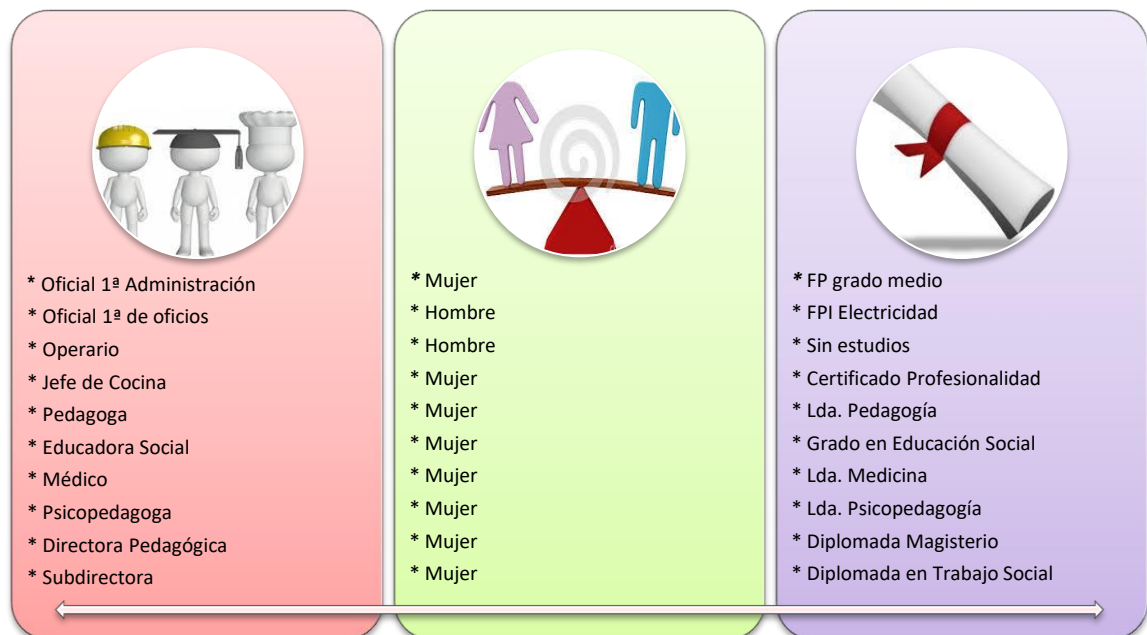 * Oficial 1ª Administración
* Oficial 1ª de oficios
* Operario
* Jefe de Cocina
* Pedagoga
* Educadora Social
* Médico
* Psicopedagoga
* Directora Pedagógica
* Subdirectora
* Mujer
* Hombre
* Hombre
* Mujer
* Mujer
* Mujer
* Mujer
* Mujer
* Mujer
* Mujer
* FP grado medio
* FPI Electricidad
* Sin estudios
* Certificado Profesionalidad
* Lda. Pedagogía
* Grado en Educación Social
* Lda. Medicina
* Lda. Psicopedagogía
* Diplomada Magisterio
* Diplomada en Trabajo Social